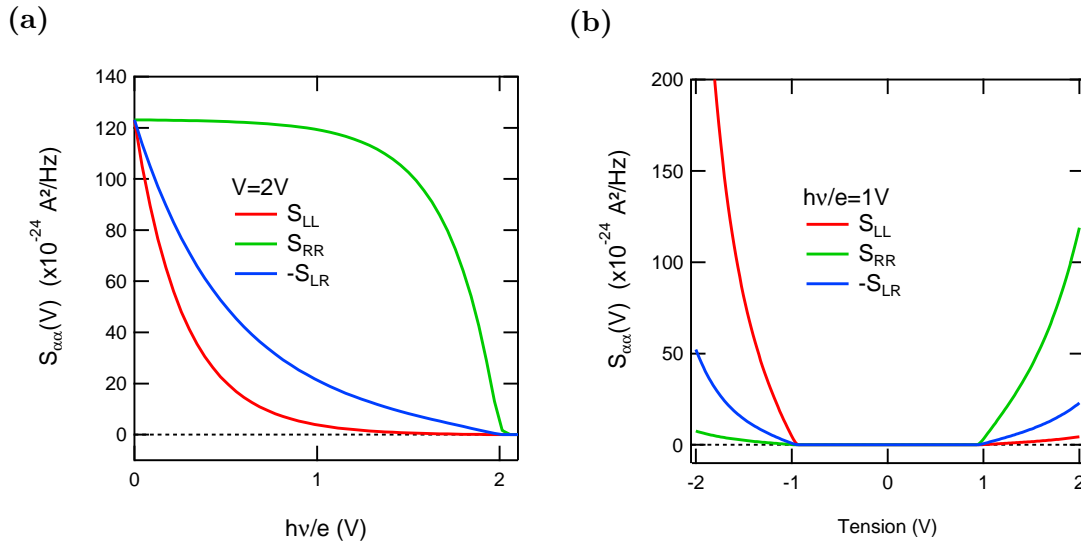 (a)
140
120
100
80
60
40
20
0
S_αα(V) (x10^-24 A²/Hz)
V=2V
S_LL
S_RR
-S_LR
0 1 2
hν/e (V)
(b)
200
150
100
50
0
S_αα(V) (x10^-24 A²/Hz)
hν/e=1V
S_LL
S_RR
-S_LR
-2 -1 0 1 2
Tension (V)